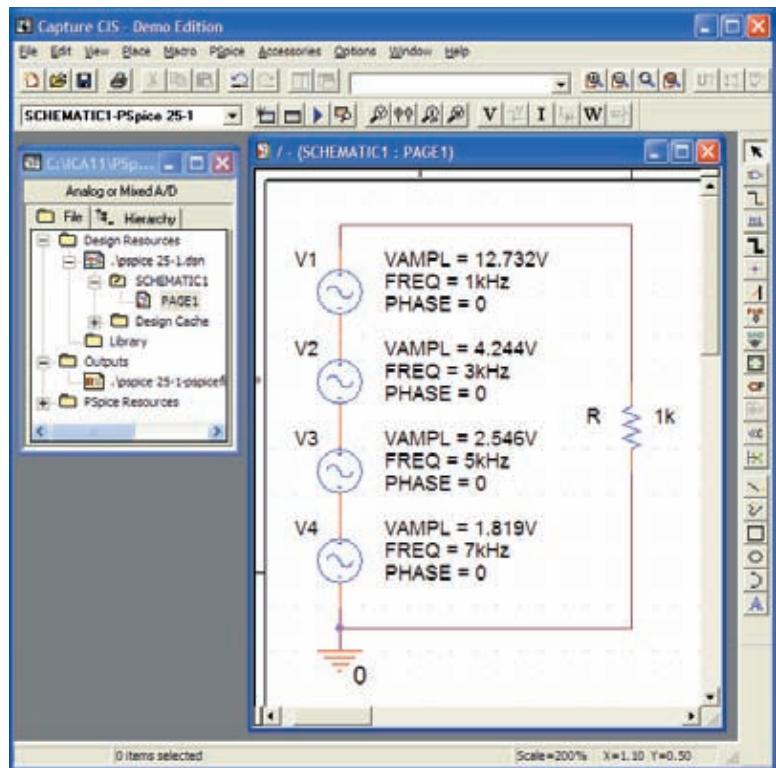 Capture CIS - Demo Edition
File Edit View Place Macro PSpice Accessories Options Window Help
SCHEMATIC1-PSpice 25-1
V I W
C:\ICA11\PSp...
/ - (SCHEMATIC1 : PAGE1)
Analog or Mixed A/D
File Hierarchy
Design Resources
.\pspice 25-1.dsn
SCHEMATIC1
PAGE1
Design Cache
Library
Outputs
PSpice Resources
V1
VAMPL = 12.732V
FREQ = 1kHz
PHASE = 0
V2
VAMPL = 4.244V
FREQ = 3kHz
PHASE = 0
R 1k
V3
VAMPL = 2.546V
FREQ = 5kHz
PHASE = 0
V4
VAMPL = 1.819V
FREQ = 7kHz
PHASE = 0
0
0 items selected
Scale=200% X=1.10 Y=0.50